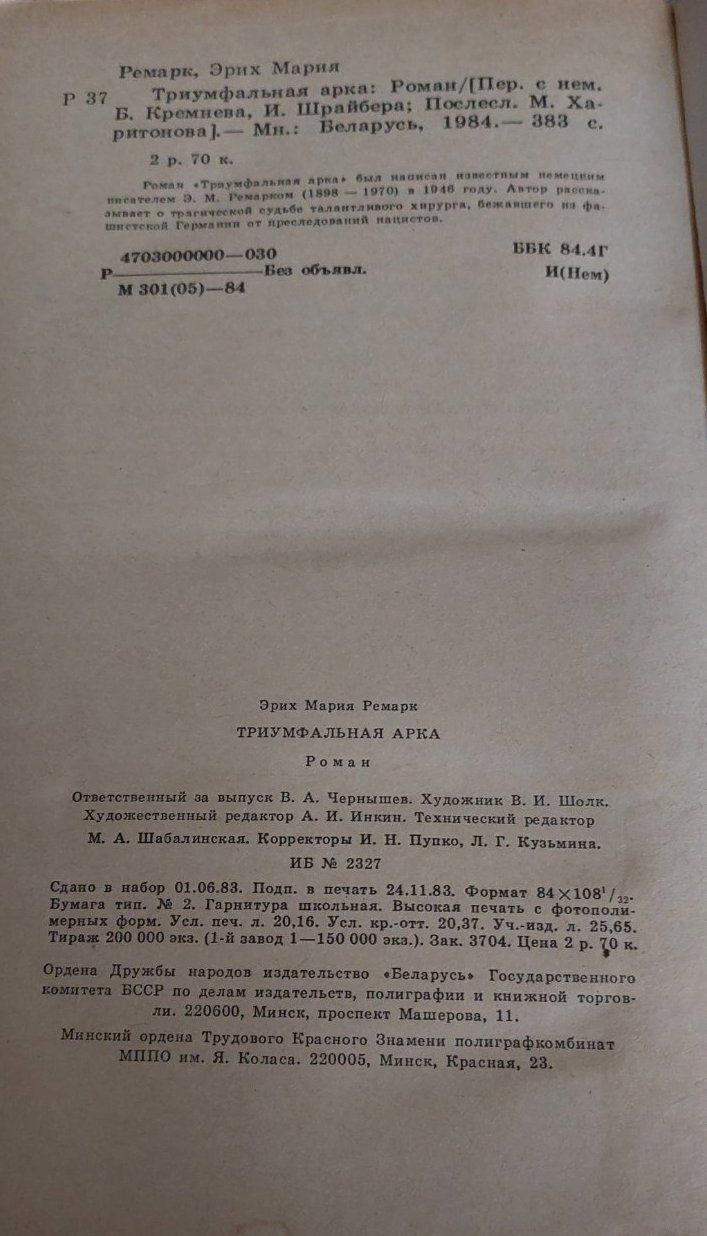 Ремарк, Эрих Мария
Р 37 Триумфальная арка: Роман/[Пер. с нем.
Б. Кремнева, И. Шрайбера; Послесл. М. Ха-
ритонова].— Мн.: Беларусь, 1984.— 383 с.
2 р. 70 к.
Роман «Триумфальная арка» был написан известным немецким
писателем Э. М. Ремарком (1898 — 1970) в 1946 году. Автор расска-
зывает о трагической судьбе талантливого хирурга, бежавшего из фа-
шистской Германии от преследований нацистов.
4703000000—030 ББК 84.4Г
Р Без объявл. И(Нем)
М 301(05)—84
Эрих Мария Ремарк
ТРИУМФАЛЬНАЯ АРКА
Роман
Ответственный за выпуск В. А. Чернышев. Художник В. И. Шолк.
Художественный редактор А. И. Инкин. Технический редактор
М. А. Шабалинская. Корректоры И. Н. Пупко, Л. Г. Кузьмина.
ИБ № 2327
Сдано в набор 01.06.83. Подп. в печать 24.11.83. Формат 84×108¹/₃₂.
Бумага тип. № 2. Гарнитура школьная. Высокая печать с фотополи-
мерных форм. Усл. печ. л. 20,16. Усл. кр.-отт. 20,37. Уч.-изд. л. 25,65.
Тираж 200 000 экз. (1-й завод 1—150 000 экз.). Зак. 3704. Цена 2 р. 70 к.
Ордена Дружбы народов издательство «Беларусь» Государственного
комитета БССР по делам издательств, полиграфии и книжной торгов-
ли. 220600, Минск, проспект Машерова, 11.
Минский ордена Трудового Красного Знамени полиграфкомбинат
МППО им. Я. Коласа. 220005, Минск, Красная, 23.